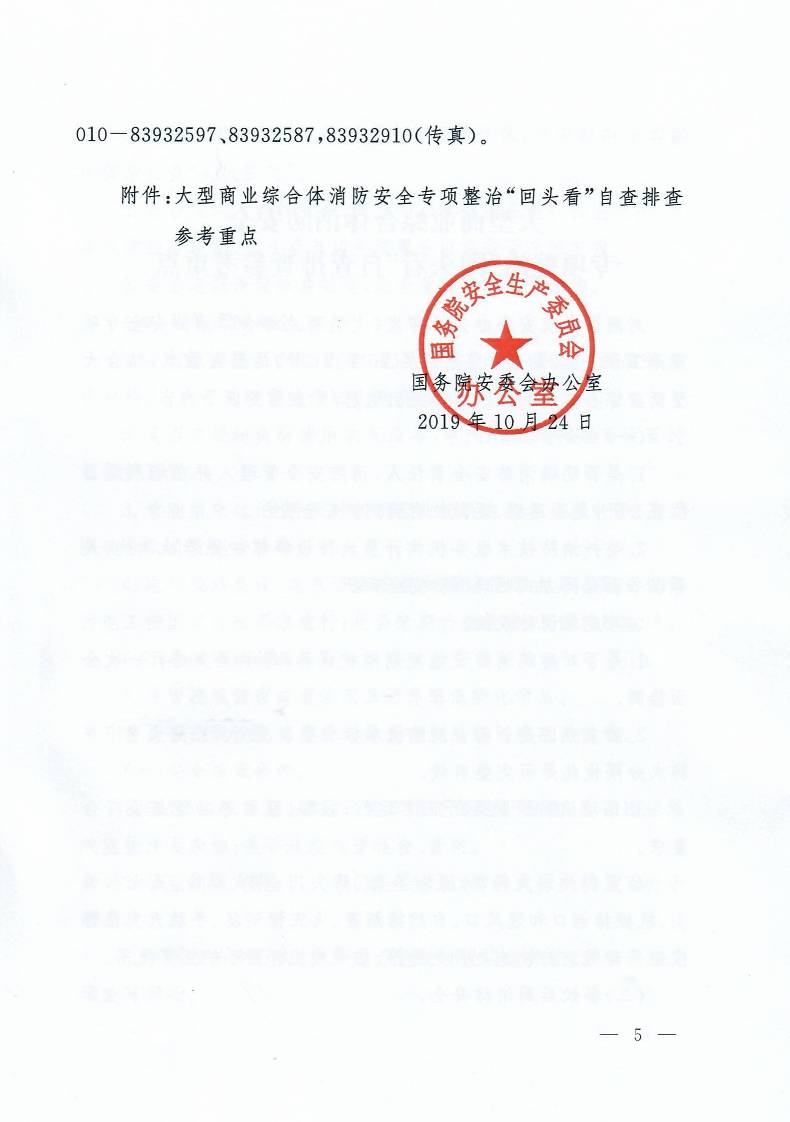 010—83932597、83932587,83932910(传真)。
附件:大型商业综合体消防安全专项整治“回头看”自查排查
参考重点
国务院安全生产委员会
办公室
国务院安委会办公室
2019年10月24日
— 5 —